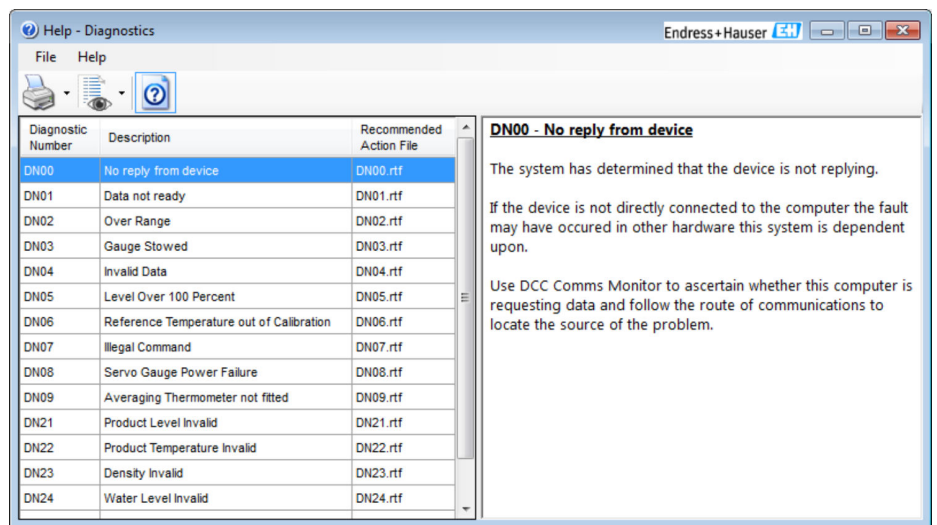 Help - Diagnostics
Endress+Hauser EH
File Help
Diagnostic Number Description Recommended Action File
DN00 No reply from device DN00.rtf
DN01 Data not ready DN01.rtf
DN02 Over Range DN02.rtf
DN03 Gauge Stowed DN03.rtf
DN04 Invalid Data DN04.rtf
DN05 Level Over 100 Percent DN05.rtf
DN06 Reference Temperature out of Calibration DN06.rtf
DN07 Illegal Command DN07.rtf
DN08 Servo Gauge Power Failure DN08.rtf
DN09 Averaging Thermometer not fitted DN09.rtf
DN21 Product Level Invalid DN21.rtf
DN22 Product Temperature Invalid DN22.rtf
DN23 Density Invalid DN23.rtf
DN24 Water Level Invalid DN24.rtf
DN00 - No reply from device
The system has determined that the device is not replying.
If the device is not directly connected to the computer the fault
may have occured in other hardware this system is dependent
upon.
Use DCC Comms Monitor to ascertain whether this computer is
requesting data and follow the route of communications to
locate the source of the problem.